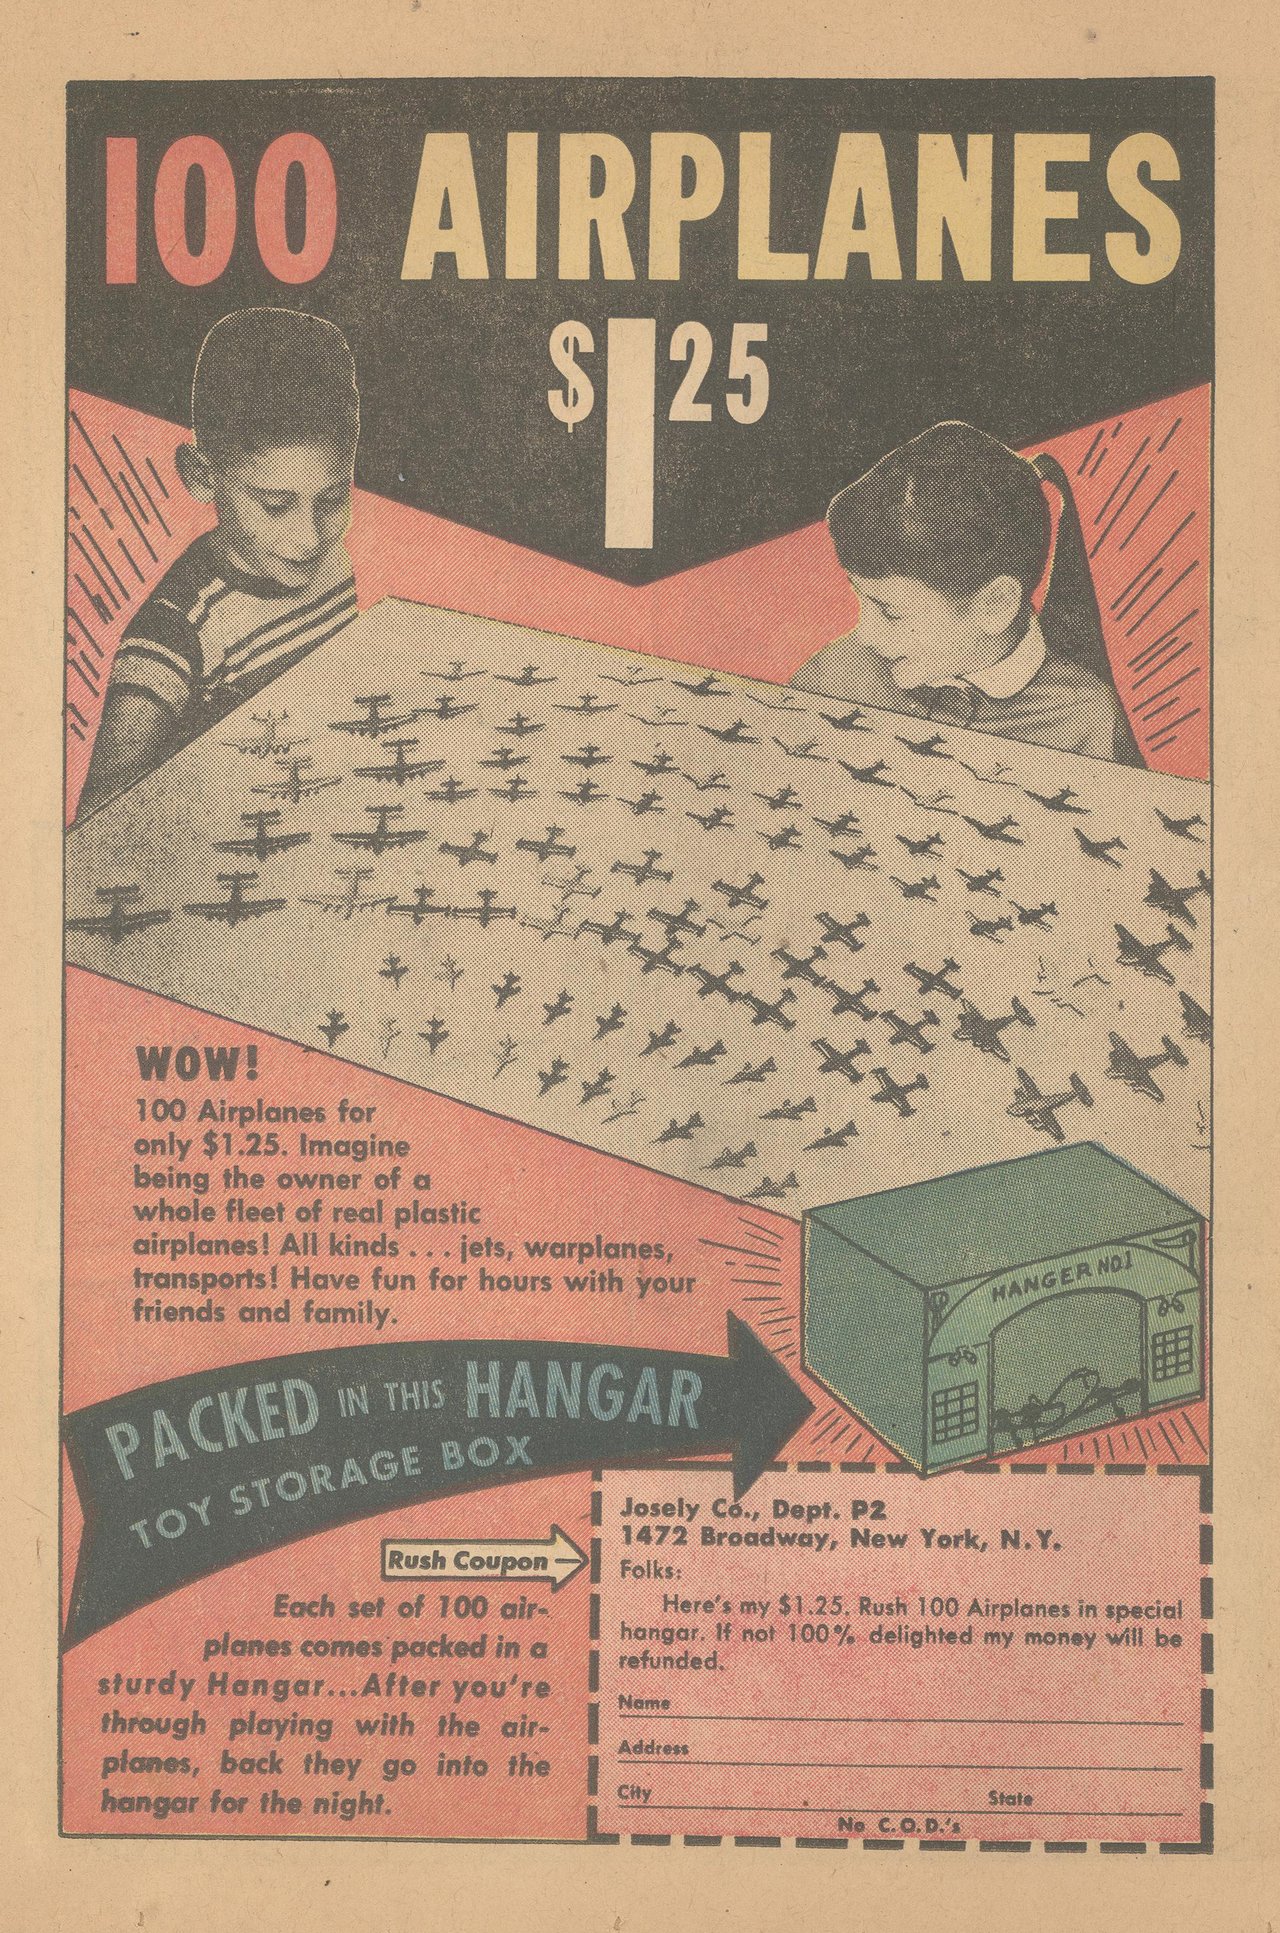 100 AIRPLANES
$1.25
WOW!
100 Airplanes for
only $1.25. Imagine
being the owner of a
whole fleet of real plastic
airplanes! All kinds . . . jets, warplanes,
transports! Have fun for hours with your
friends and family.
HANGER NO.1
PACKED IN THIS HANGAR
TOY STORAGE BOX
Rush Coupon
Each set of 100 air-
planes comes packed in a
sturdy Hangar...After you're
through playing with the air-
planes, back they go into the
hangar for the night.
Josely Co., Dept. P2
1472 Broadway, New York, N.Y.
Folks:
Here's my $1.25. Rush 100 Airplanes in special
hangar. If not 100% delighted my money will be
refunded.
Name
Address
City State
No C.O.D.'s